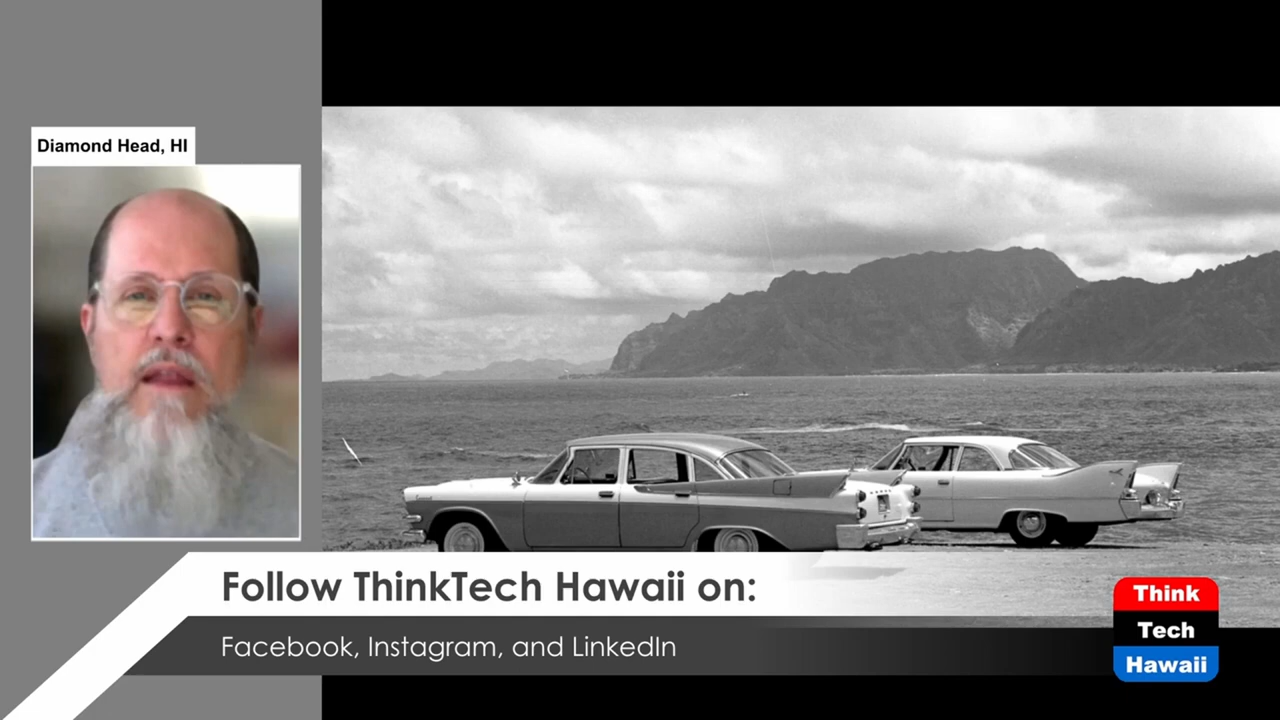 Diamond Head, HI
Follow ThinkTech Hawaii on:
Facebook, Instagram, and LinkedIn
Think
Tech
Hawaii